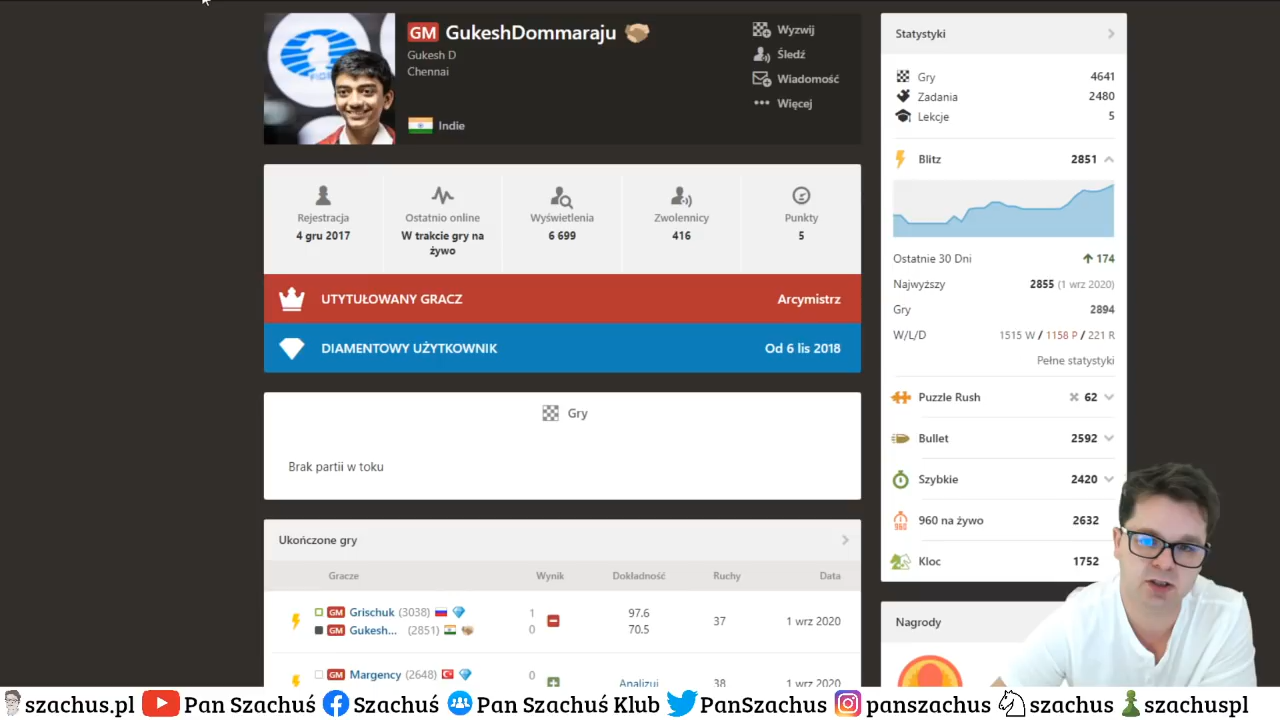 GM GukeshDommaraju
Gukesh D
Chennai
Indie
Wyzwij
Śledź
Wiadomość
Więcej
Rejestracja
4 gru 2017
Ostatnio online
W trakcie gry na
żywo
Wyświetlenia
6 699
Zwolennicy
416
Punkty
5
UTYTUŁOWANY GRACZ Arcymistrz
DIAMENTOWY UŻYTKOWNIK Od 6 lis 2018
Gry
Brak partii w toku
Ukończone gry
Gracze Wynik Dokładność Ruchy Data
GM Grischuk (3038) 1 97.6 37 1 wrz 2020
GM Gukesh... (2851) 0 70.5
GM Margency (2648) 0 Analizuj 38 1 wrz 2020
Statystyki
Gry 4641
Zadania 2480
Lekcje 5
Blitz 2851
Ostatnie 30 Dni 174
Najwyższy 2855 (1 wrz 2020)
Gry 2894
W/L/D 1515 W / 1158 P / 221 R
Pełne statystyki
Puzzle Rush 62
Bullet 2592
Szybkie 2420
960 na żywo 2632
Kloc 1752
Nagrody
szachus.pl Pan Szachuś Szachuś Pan Szachuś Klub PanSzachus panszachus szachus szachuspl